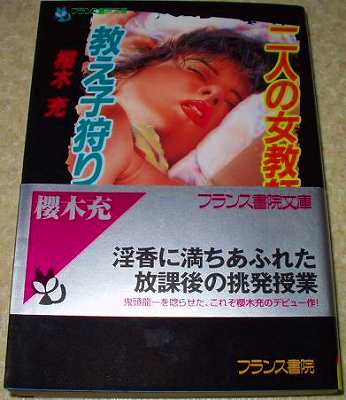 フランス書院文庫
二人の女教師
教え子狩り
櫻木 充
櫻木充
フランス書院文庫
淫香に満ちあふれた
放課後の挑発授業
鬼頭龍一を唸らせた、これぞ櫻木充のデビュー作!
フランス書院